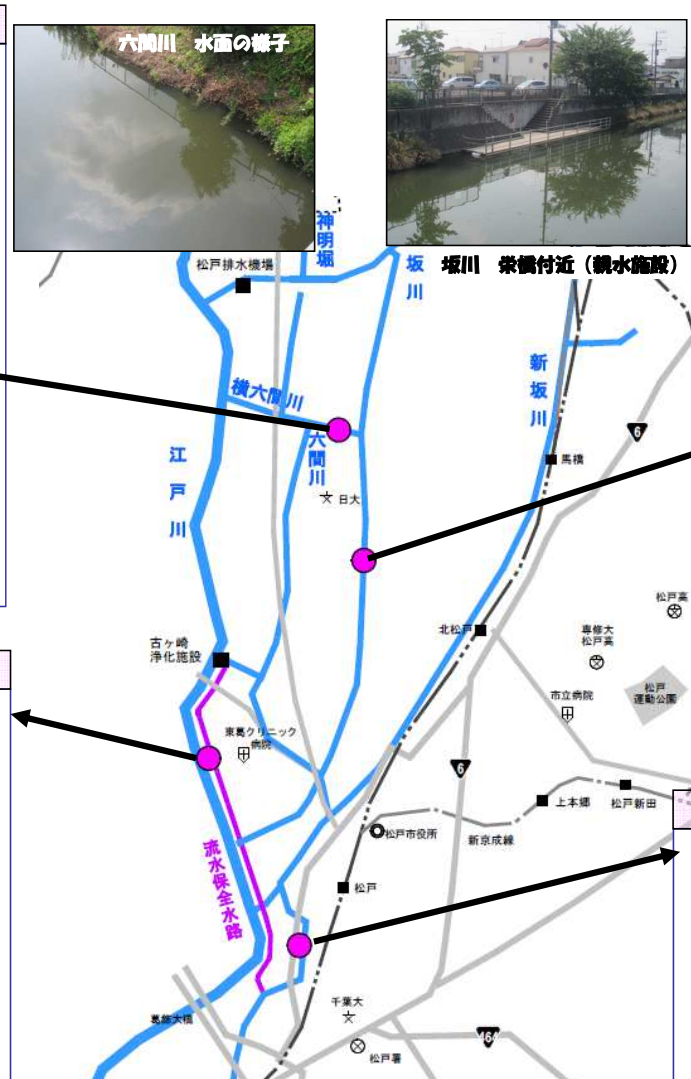 六間川 水面の様子
坂川 栄橋付近（親水施設）
神明堀
松戸排水機場
坂川
新坂川
横六間川
六間川
6
馬橋
江戸川
日大
松戸高
北松戸
専修大
松戸高
古ヶ崎
浄化施設
市立病院
松戸
運動公園
東葛クリニック
病院
6
上本郷
松戸新田
松戸市役所
新京成線
流水保全水路
松戸
千葉大
葛飾大橋
464
松戸署